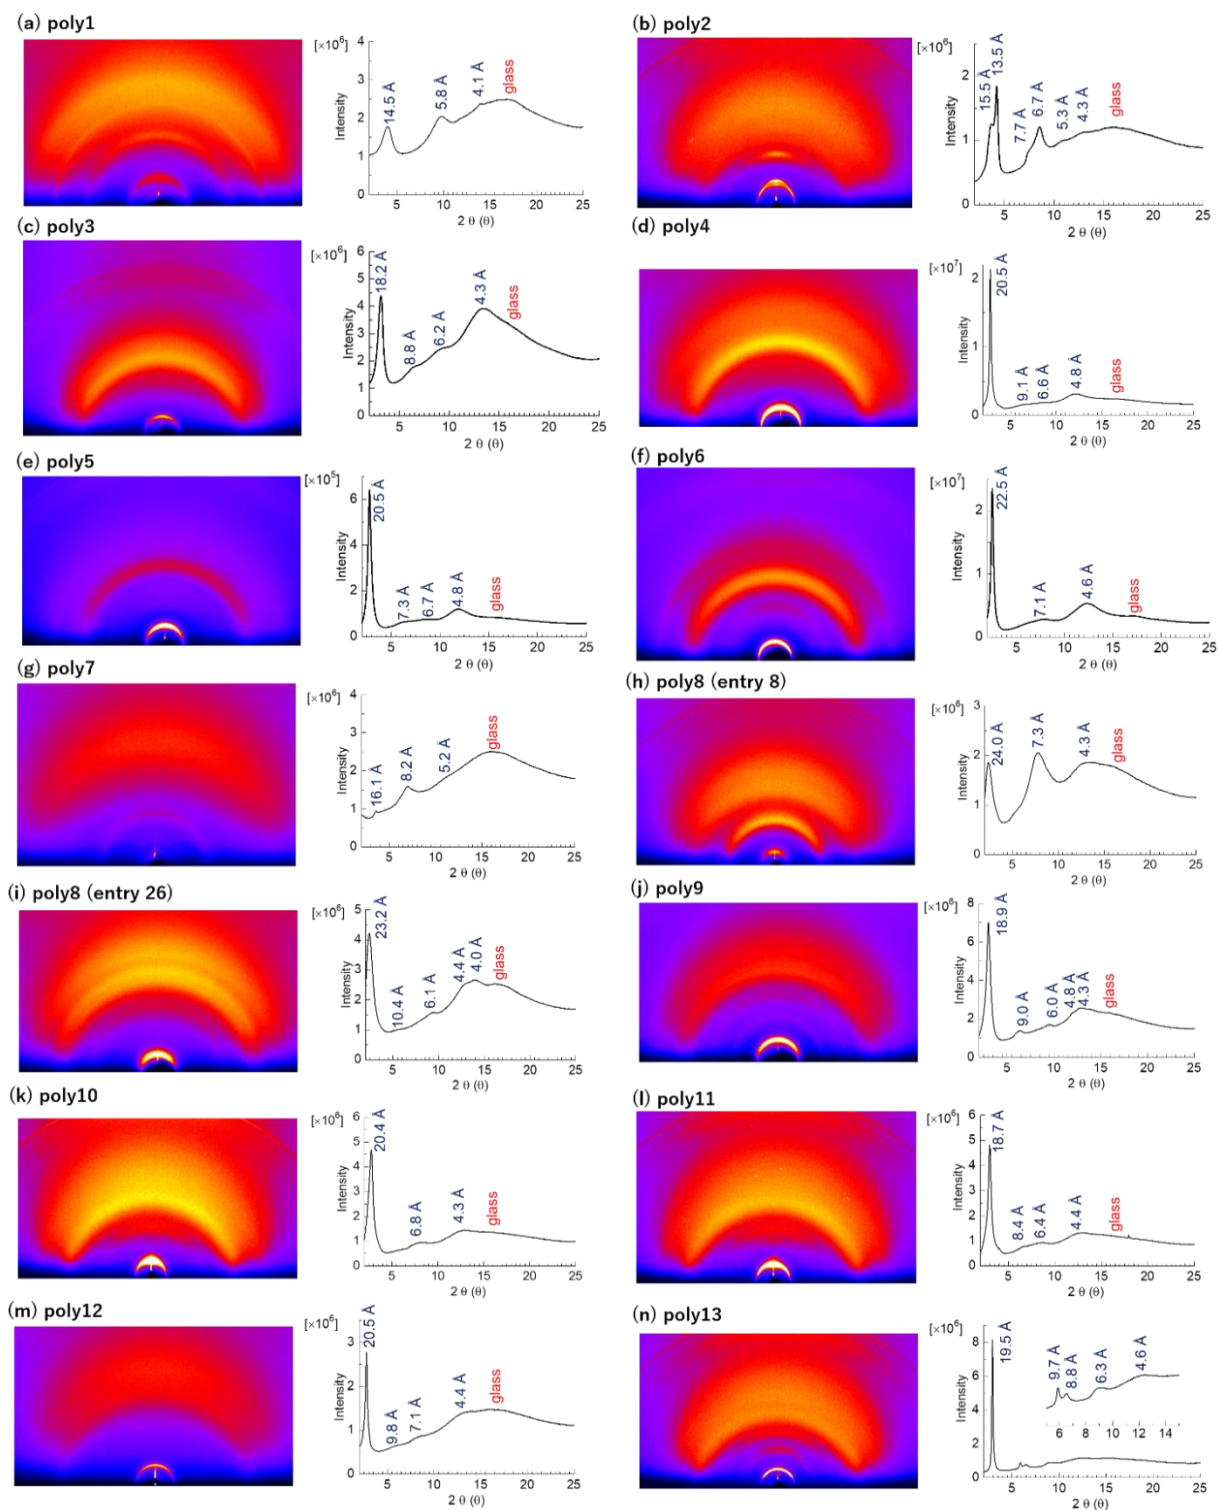 (a) poly1
[×10⁶]
14.5 Å
5.8 Å
4.1 Å
glass
Intensity
4
3
2
1
0
5 10 15 20 25
2 θ (θ)
(b) poly2
[×10⁶]
15.5 Å
13.5 Å
7.7 Å
6.7 Å
5.3 Å
4.3 Å
glass
Intensity
2
1
0
5 10 15 20 25
2 θ (θ)
(c) poly3
[×10⁶]
18.2 Å
8.8 Å
6.2 Å
4.3 Å
glass
Intensity
6
5
4
3
2
1
0
5 10 15 20 25
2 θ (θ)
(d) poly4
[×10⁷]
20.5 Å
9.1 Å
6.6 Å
4.8 Å
glass
Intensity
2
1
0
5 10 15 20 25
2 θ (θ)
(e) poly5
[×10⁵]
20.5 Å
7.3 Å
6.7 Å
4.8 Å
glass
Intensity
6
4
2
0
5 10 15 20 25
2 θ (θ)
(f) poly6
[×10⁷]
22.5 Å
7.1 Å
4.6 Å
glass
Intensity
2
1
0
5 10 15 20 25
2 θ (θ)
(g) poly7
[×10⁶]
16.1 Å
8.2 Å
5.2 Å
glass
Intensity
4
3
2
1
0
5 10 15 20 25
2 θ (θ)
(h) poly8 (entry 8)
[×10⁶]
24.0 Å
7.3 Å
4.3 Å
glass
Intensity
3
2
1
0
5 10 15 20 25
2 θ (θ)
(i) poly8 (entry 26)
[×10⁶]
23.2 Å
10.4 Å
6.1 Å
4.4 Å
4.0 Å
glass
Intensity
5
4
3
2
1
0
5 10 15 20 25
2 θ (θ)
(j) poly9
[×10⁶]
18.9 Å
9.0 Å
6.0 Å
4.8 Å
4.3 Å
glass
Intensity
8
6
4
2
0
5 10 15 20 25
2 θ (θ)
(k) poly10
[×10⁶]
20.4 Å
6.8 Å
4.3 Å
glass
Intensity
6
5
4
3
2
1
0
5 10 15 20 25
2 θ (θ)
(l) poly11
[×10⁶]
18.7 Å
8.4 Å
6.4 Å
4.4 Å
glass
Intensity
6
5
4
3
2
1
0
5 10 15 20 25
2 θ (θ)
(m) poly12
[×10⁶]
20.5 Å
9.8 Å
7.1 Å
4.4 Å
glass
Intensity
3
2
1
0
5 10 15 20 25
2 θ (θ)
(n) poly13
[×10⁶]
19.5 Å
9.7 Å
8.8 Å
6.3 Å
4.6 Å
6 8 10 12 14
Intensity
8
6
4
2
0
5 10 15 20 25
2 θ (θ)